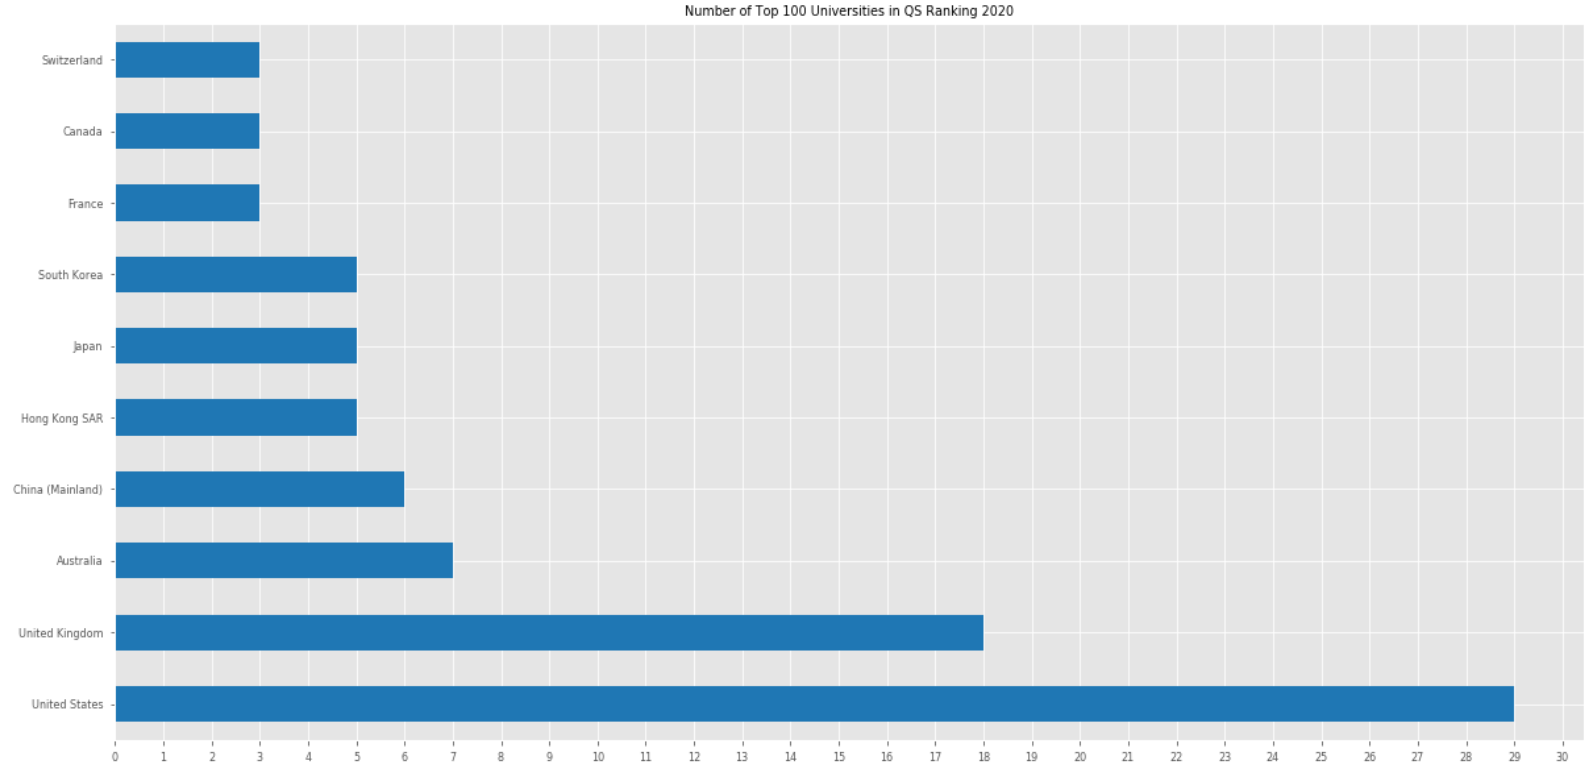 Number of Top 100 Universities in QS Ranking 2020
Switzerland
Canada
France
South Korea
Japan
Hong Kong SAR
China (Mainland)
Australia
United Kingdom
United States
0 1 2 3 4 5 6 7 8 9 10 11 12 13 14 15 16 17 18 19 20 21 22 23 24 25 26 27 28 29 30